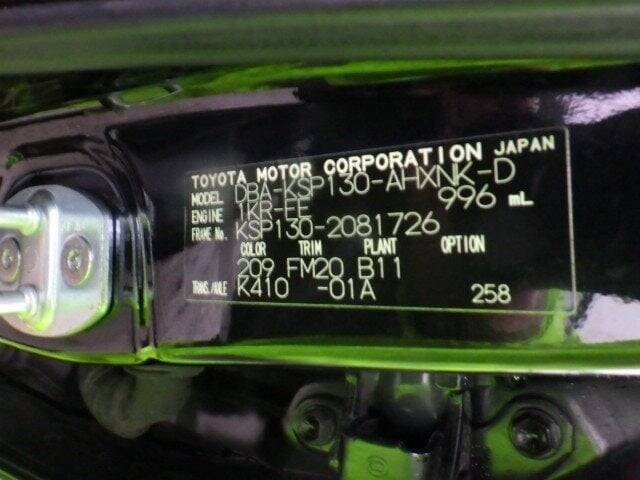 TOYOTA MOTOR CORPORATION JAPAN
MODEL DBA-KSP130-AHXNK-D
ENGINE 1KR-FE 996 mL
FRAME No. KSP130-2081726
COLOR TRIM PLANT OPTION
209 FM20 B11
TRANS./AXLE K410 -01A 258